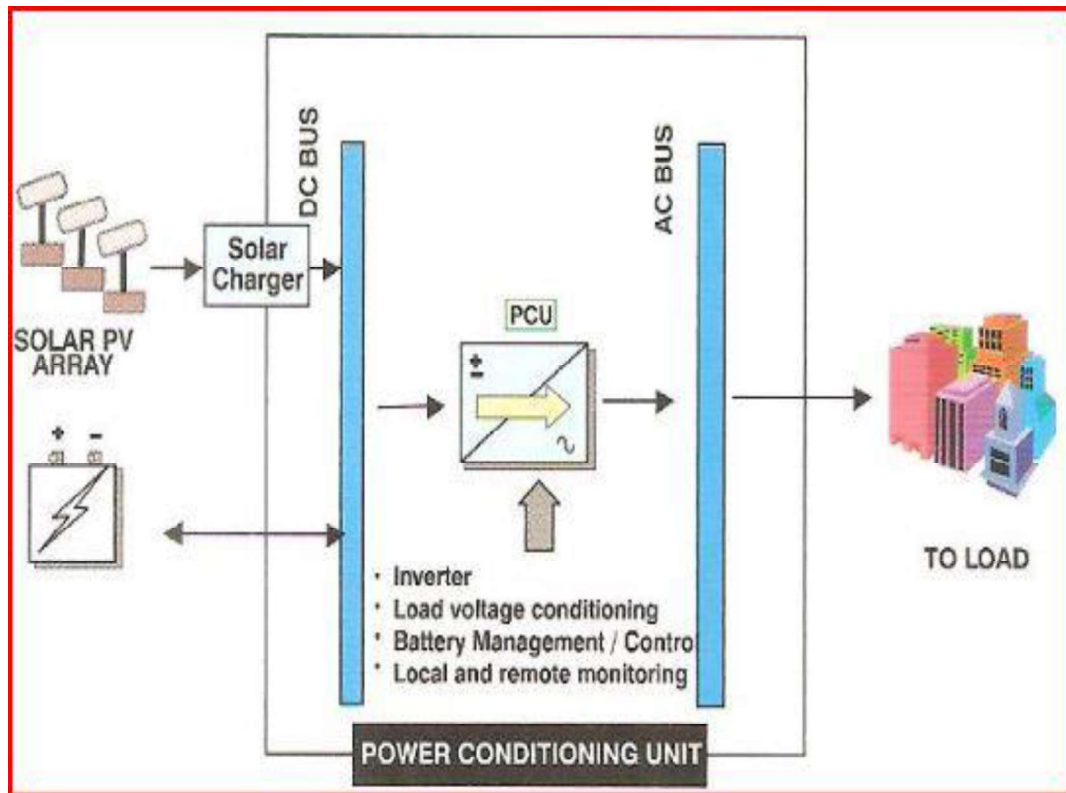 DC BUS
AC BUS
Solar
Charger
PCU
SOLAR PV
ARRAY
+ -
• Inverter
• Load voltage conditioning
• Battery Management / Contro
• Local and remote monitoring
TO LOAD
POWER CONDITIONING UNIT